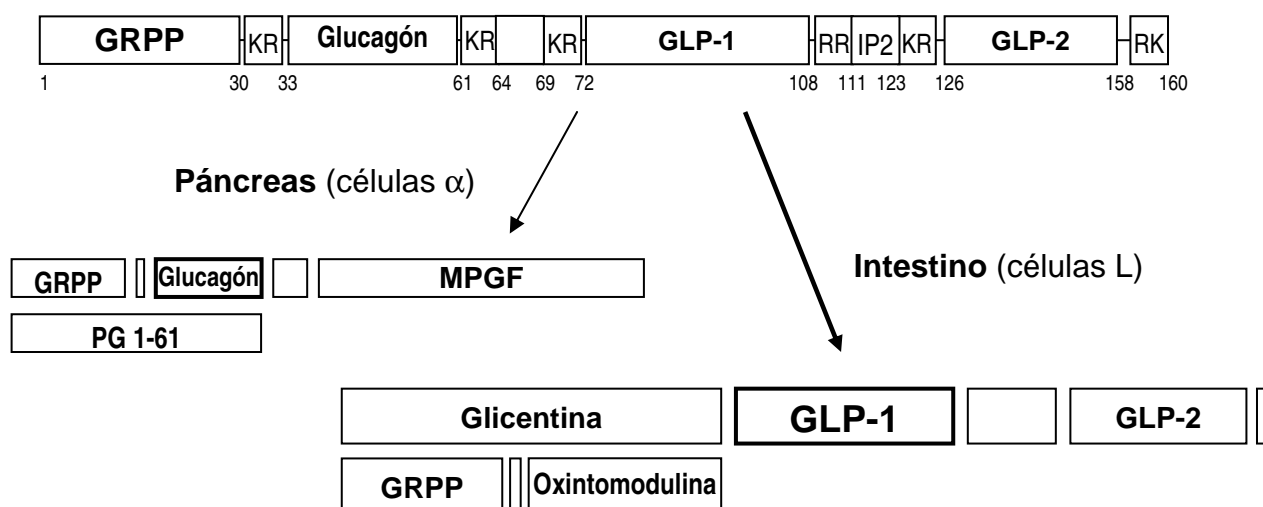 GRPP KR Glucagón KR KR GLP-1 RR IP2 KR GLP-2 RK
1 30 33 61 64 69 72 108 111 123 126 158 160
Páncreas (células α)
Intestino (células L)
GRPP Glucagón MPGF
PG 1-61
Glicentina GLP-1 GLP-2
GRPP Oxintomodulina